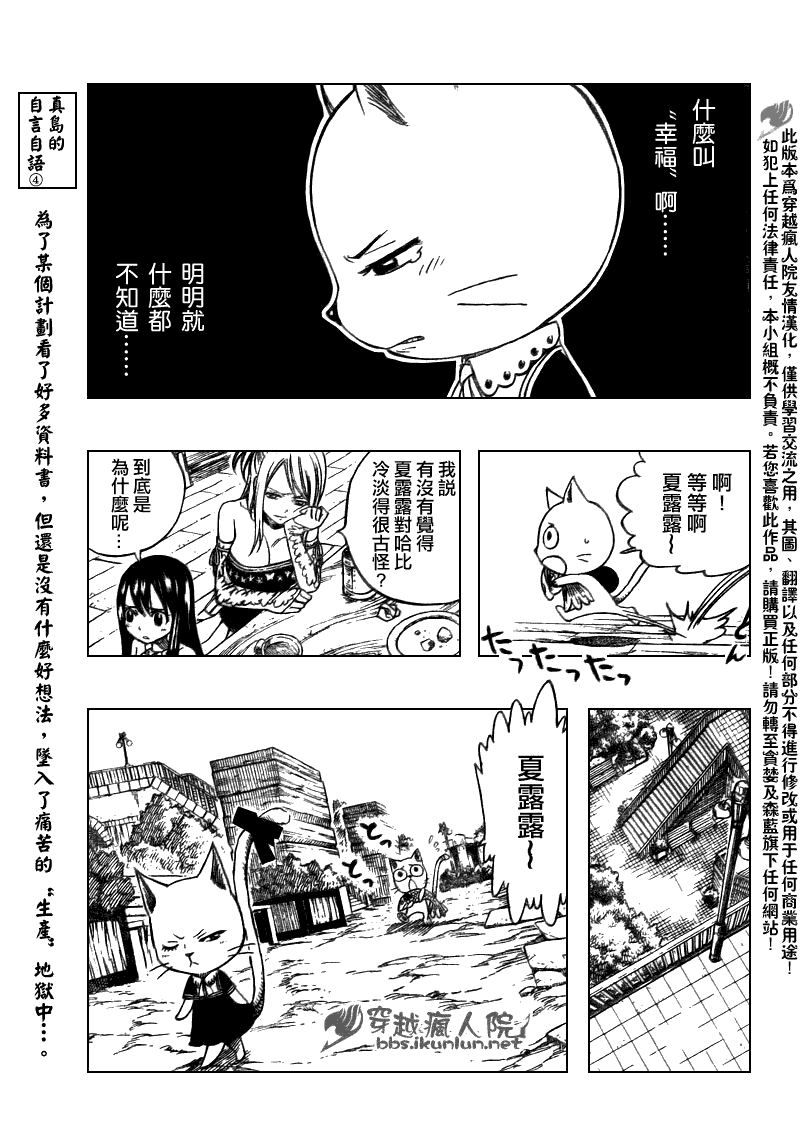 此版本爲穿越瘋人院友情漢化，僅供學習交流之用，其圖、翻譯以及任何部分不得進行修改或用于任何商業用途！
如犯上任何法律責任，本小組概不負責。若您喜歡此作品，請購買正版！請勿轉至貪婪及森藍旗下任何網站！
什麼叫
〝幸福〞啊……
明明就
什麼都
不知道……
啊！
等等啊
夏露露～
たったったっ
我說
有沒有覺得
夏露露對哈比
冷淡得很古怪？
到底是
為什麼呢…
夏露露～
とっ
とっ
穿越瘋人院
bbs.ikunlun.net
真島的
自言自語④
為了某個計劃看了好多資料書，但還是沒有什麼好想法，墜入了痛苦的〝生產〞地獄中…。